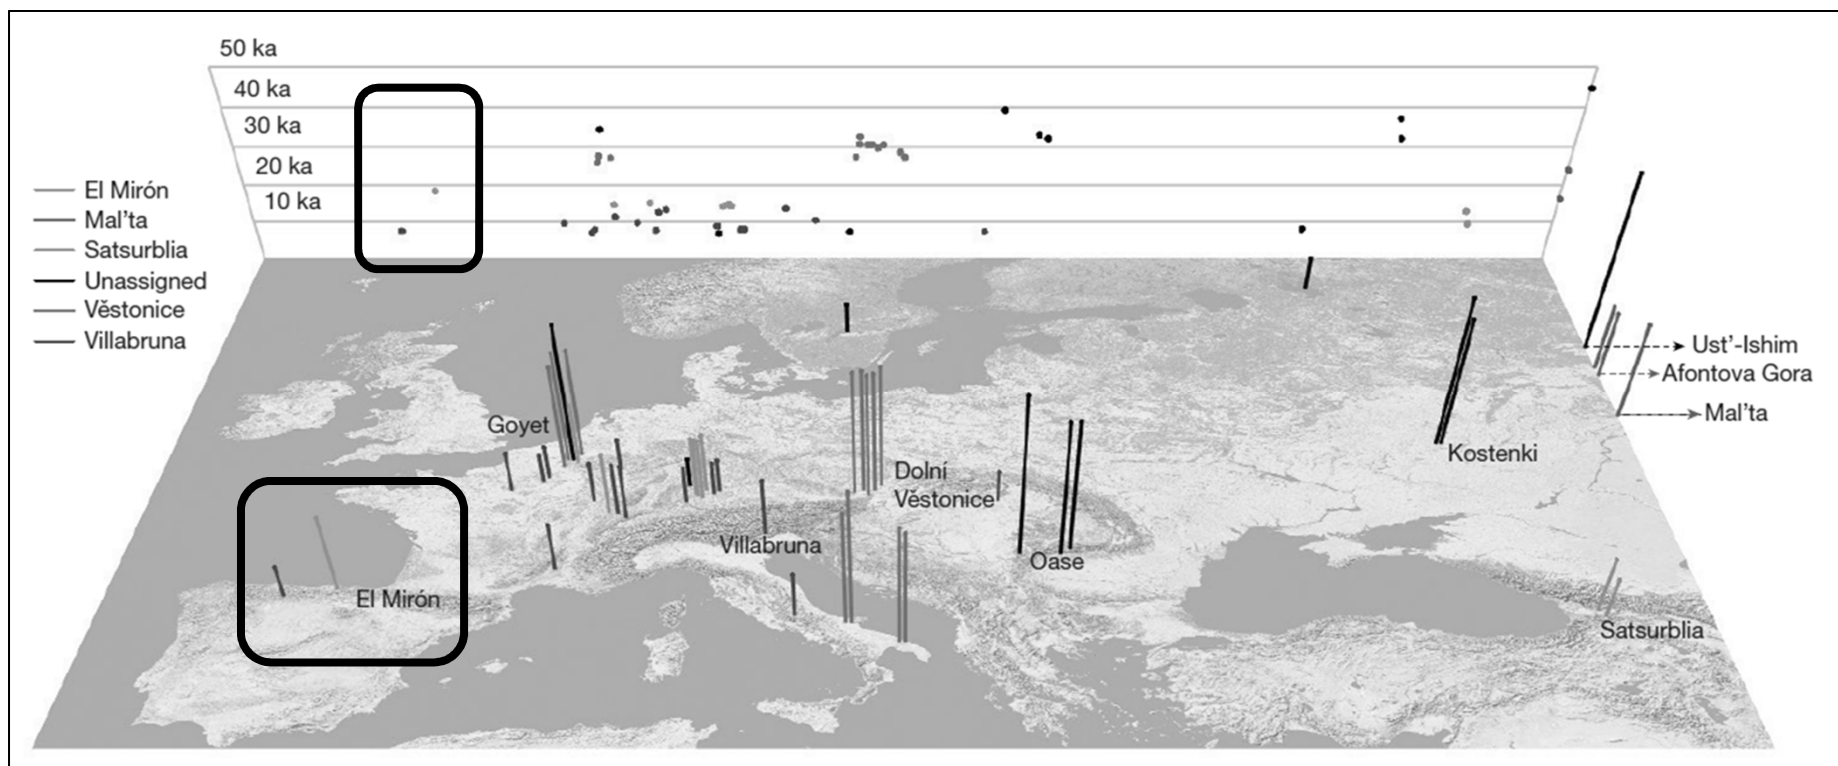 50 ka
40 ka
30 ka
20 ka
10 ka
El Mirón
Mal'ta
Satsurblia
Unassigned
Věstonice
Villabruna
Ust'-Ishim
Afontova Gora
Mal'ta
Goyet
Kostenki
Dolní
Věstonice
Villabruna
Oase
El Mirón
Satsurblia